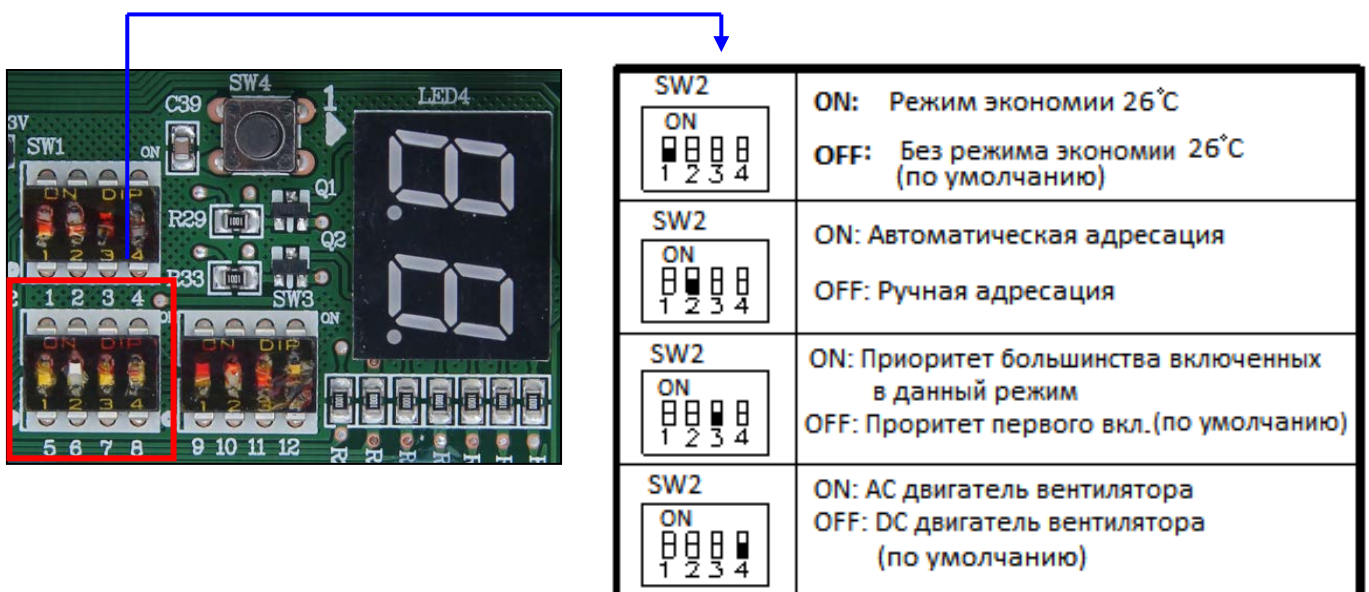 SW4
C39
1
LED4
3V
SW1
ON
ON DIP
1 2 3 4
Q1
R29
1001
Q2
R33
1001
1 2 3 4
SW3
ON
ON DIP
1 2 3 4
ON DIP
1 2 3 4
5 6 7 8
9 10 11 12
SW2
ON
1 2 3 4
ON: Режим экономии 26°C
OFF: Без режима экономии 26°C
(по умолчанию)
SW2
ON
1 2 3 4
ON: Автоматическая адресация
OFF: Ручная адресация
SW2
ON
1 2 3 4
ON: Приоритет большинства включенных
в данный режим
OFF: Проритет первого вкл.(по умолчанию)
SW2
ON
1 2 3 4
ON: AC двигатель вентилятора
OFF: DC двигатель вентилятора
(по умолчанию)